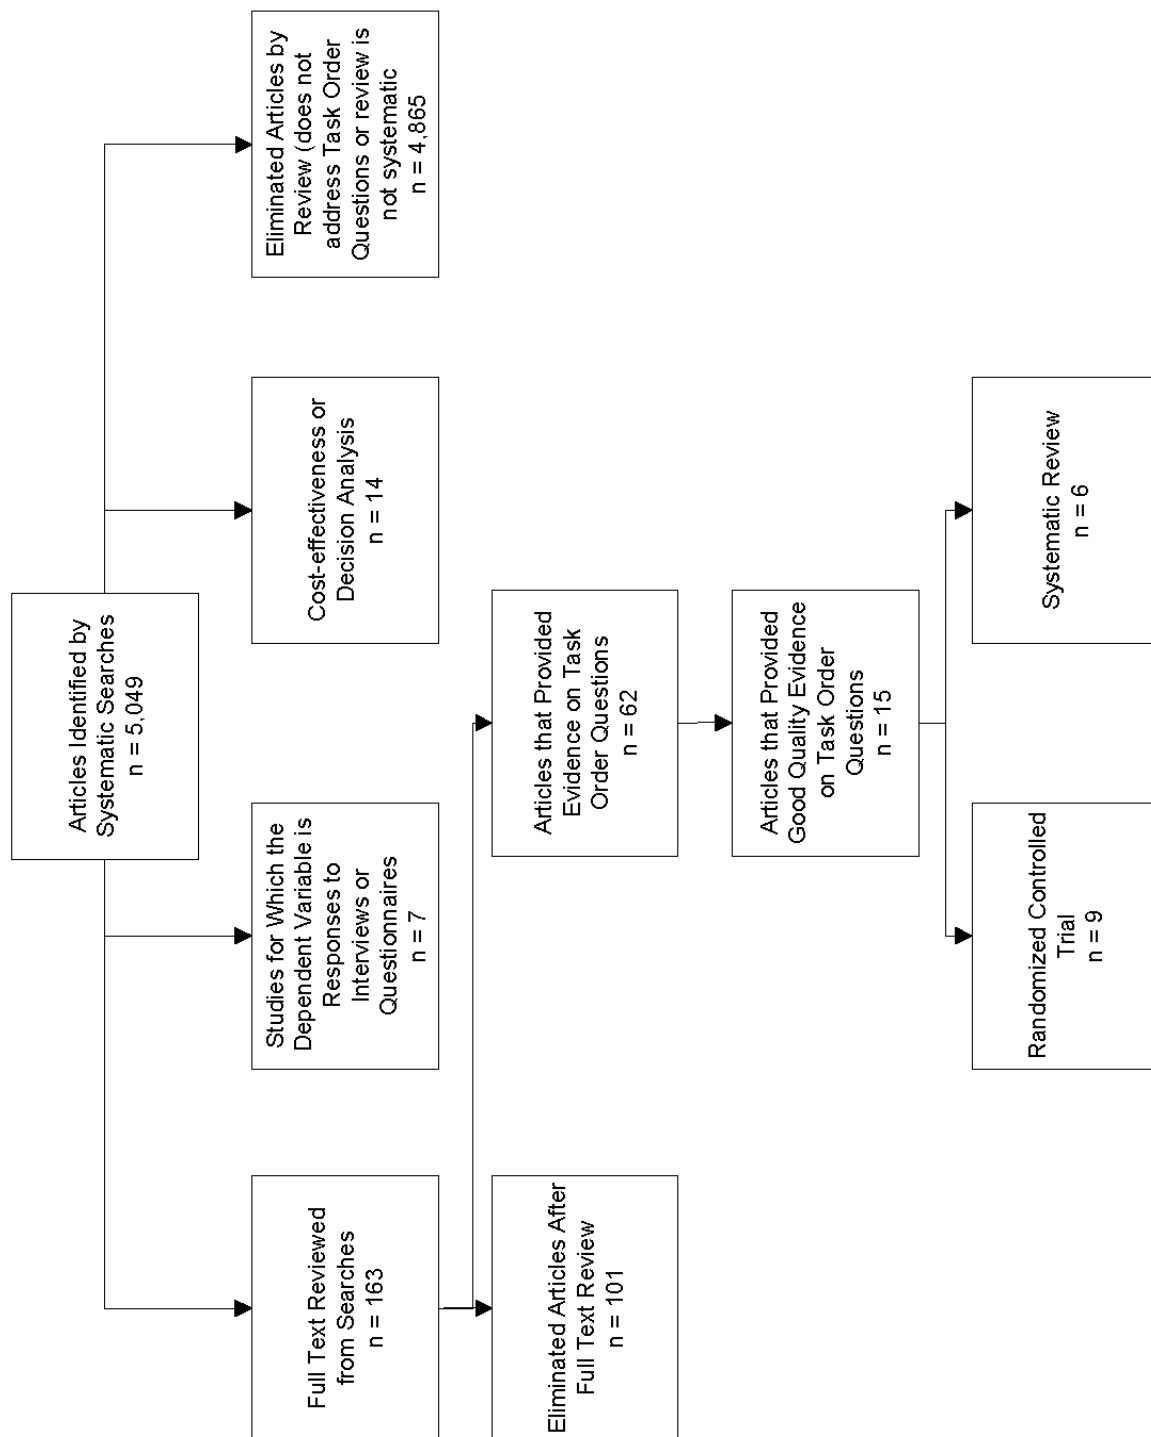 Articles Identified by
Systematic Searches
n = 5,049
Full Text Reviewed
from Searches
n = 163
Studies for Which the
Dependent Variable is
Responses to
Interviews or
Questionnaires
n = 7
Cost-effectiveness or
Decision Analysis
n = 14
Eliminated Articles by
Review (does not
address Task Order
Questions or review is
not systematic
n = 4,865
Eliminated Articles After
Full Text Review
n = 101
Articles that Provided
Evidence on Task
Order Questions
n = 62
Articles that Provided
Good Quality Evidence
on Task Order
Questions
n = 15
Randomized Controlled
Trial
n = 9
Systematic Review
n = 6